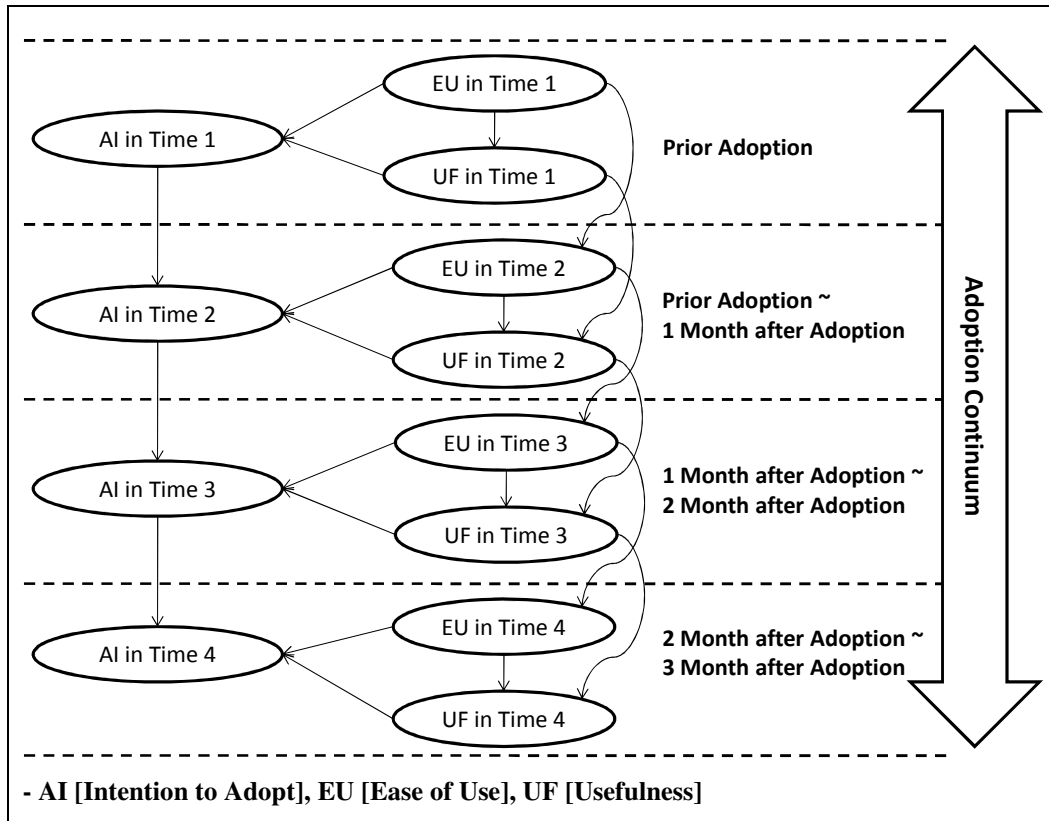 EU in Time 1
AI in Time 1
Prior Adoption
UF in Time 1
EU in Time 2
AI in Time 2
Prior Adoption ~
1 Month after Adoption
UF in Time 2
EU in Time 3
AI in Time 3
1 Month after Adoption ~
2 Month after Adoption
UF in Time 3
EU in Time 4
AI in Time 4
2 Month after Adoption ~
3 Month after Adoption
UF in Time 4
Adoption Continuum
- AI [Intention to Adopt], EU [Ease of Use], UF [Usefulness]